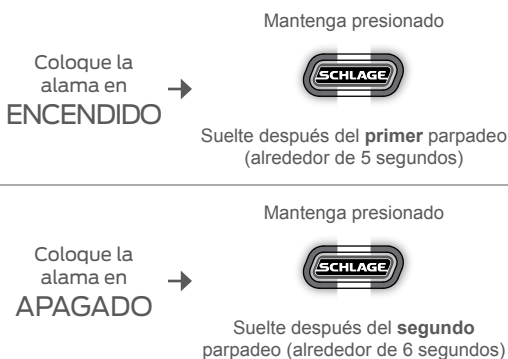 Mantenga presionado
Coloque la
alama en
ENCENDIDO
SCHLAGE
Suelte después del primer parpadeo
(alrededor de 5 segundos)
Mantenga presionado
Coloque la
alama en
APAGADO
SCHLAGE
Suelte después del segundo
parpadeo (alrededor de 6 segundos)